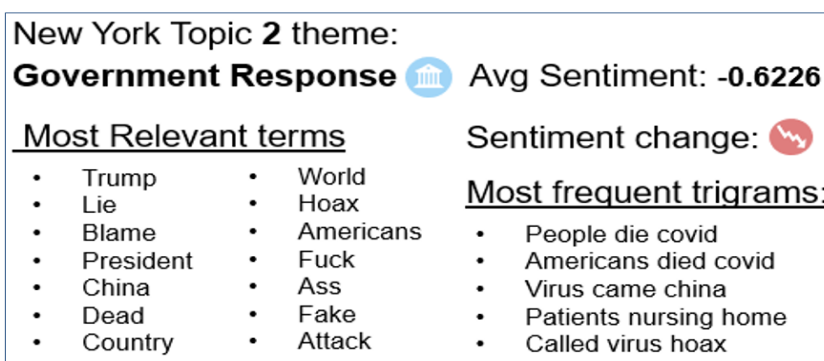 New York Topic 2 theme:
Government Response
Avg Sentiment: -0.6226
Most Relevant terms
• Trump
• Lie
• Blame
• President
• China
• Dead
• Country
• World
• Hoax
• Americans
• Fuck
• Ass
• Fake
• Attack
Sentiment change:
Most frequent trigrams:
• People die covid
• Americans died covid
• Virus came china
• Patients nursing home
• Called virus hoax